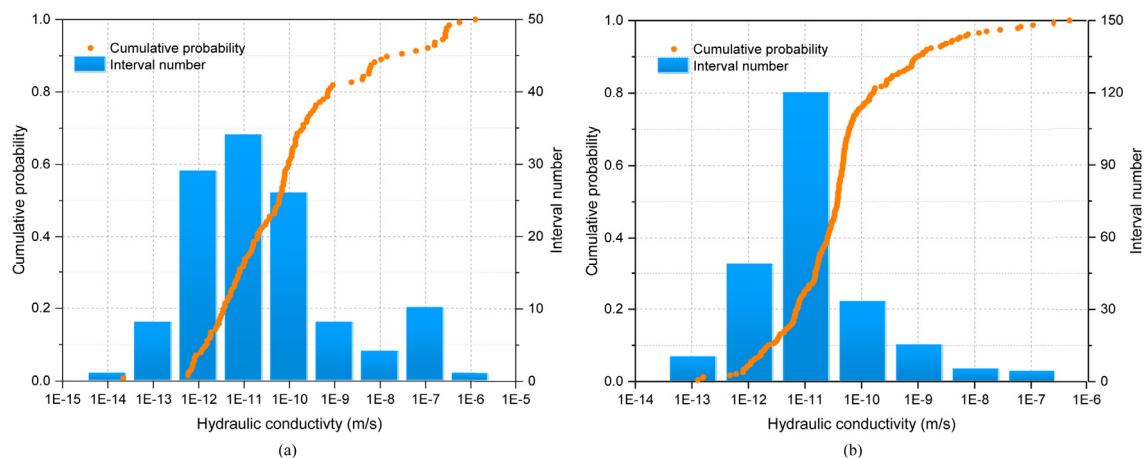 1.0
0.8
0.6
0.4
0.2
0.0
Cumulative probability
Cumulative probability
Interval number
50
40
30
20
10
0
Interval number
1E-15 1E-14 1E-13 1E-12 1E-11 1E-10 1E-9 1E-8 1E-7 1E-6 1E-5
Hydraulic conductivty (m/s)
(a)
1.0
0.8
0.6
0.4
0.2
0.0
Cumulative probability
Cumulative probability
Interval number
150
120
90
60
30
0
Interval number
1E-14 1E-13 1E-12 1E-11 1E-10 1E-9 1E-8 1E-7 1E-6
Hydraulic conductivity (m/s)
(b)